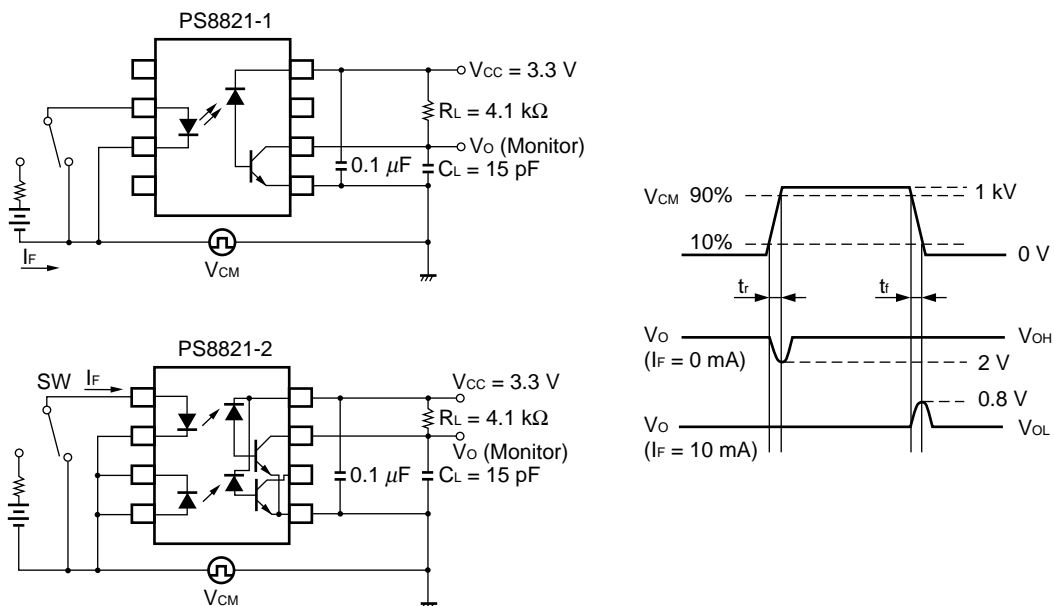 PS8821-1
VCC = 3.3 V
RL = 4.1 kΩ
VO (Monitor)
0.1 μF
CL = 15 pF
IF
VCM
PS8821-2
SW
IF
VCC = 3.3 V
RL = 4.1 kΩ
VO (Monitor)
0.1 μF
CL = 15 pF
VCM
VCM 90%
1 kV
10%
0 V
tr
tf
VO
(IF = 0 mA)
VOH
2 V
0.8 V
VO
(IF = 10 mA)
VOL